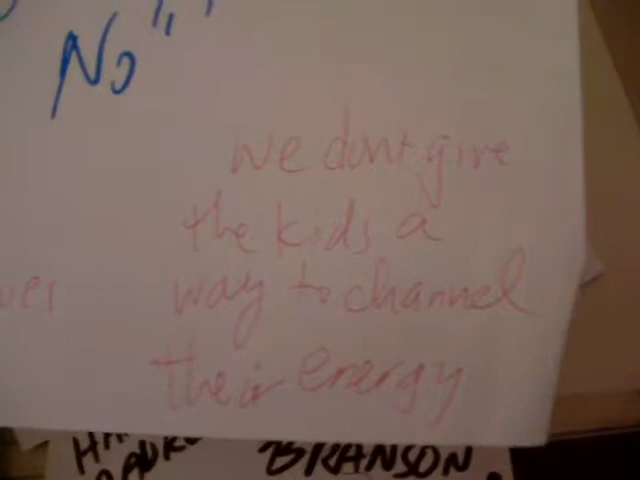 No"
we dont give
the kids a
way to channel
their energy
BRANSON